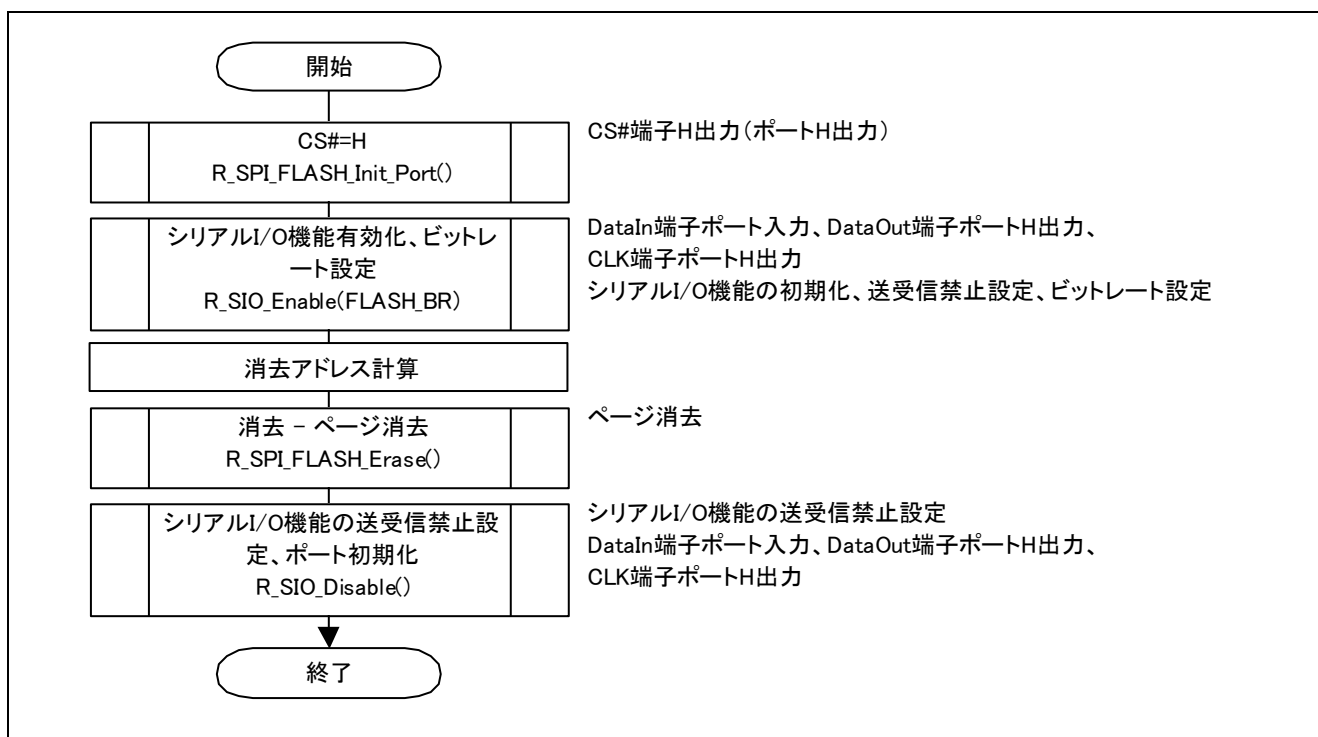 開始
CS#=H
R_SPI_FLASH_Init_Port()
CS#端子H出力(ポートH出力)
シリアルI/O機能有効化、ビットレ
ート設定
R_SIO_Enable(FLASH_BR)
DataIn端子ポート入力、DataOut端子ポートH出力、
CLK端子ポートH出力
シリアルI/O機能の初期化、送受信禁止設定、ビットレート設定
消去アドレス計算
消去 – ページ消去
R_SPI_FLASH_Erase()
ページ消去
シリアルI/O機能の送受信禁止設
定、ポート初期化
R_SIO_Disable()
シリアルI/O機能の送受信禁止設定
DataIn端子ポート入力、DataOut端子ポートH出力、
CLK端子ポートH出力
終了